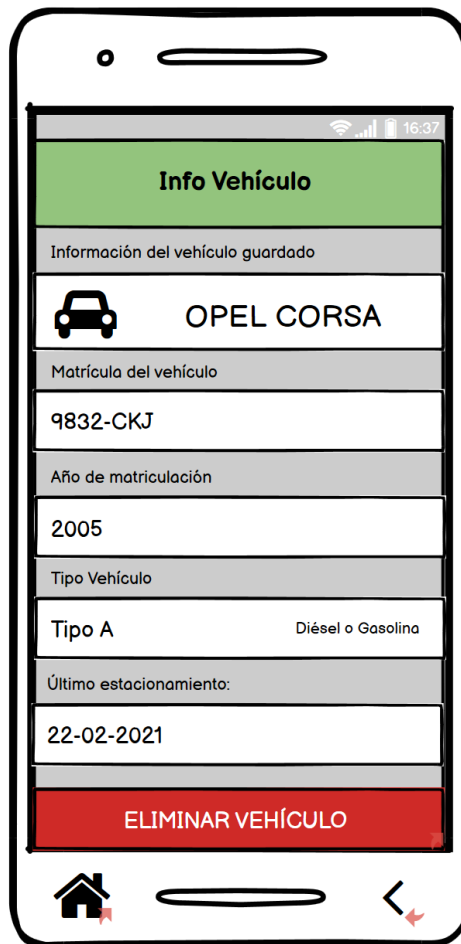 16:37
Info Vehículo
Información del vehículo guardado
OPEL CORSA
Matrícula del vehículo
9832-CKJ
Año de matriculación
2005
Tipo Vehículo
Tipo A Diésel o Gasolina
Último estacionamiento:
22-02-2021
ELIMINAR VEHÍCULO